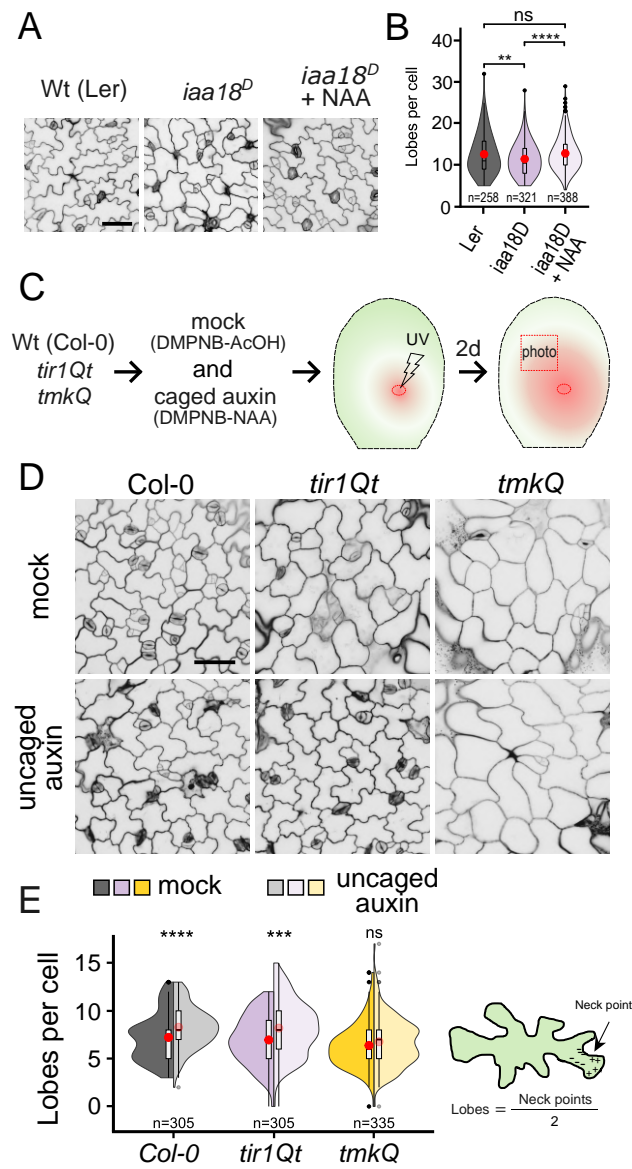 A
Wt (Ler)
iaa18D
iaa18D
+ NAA
B
Lobes per cell
40
30
20
10
0
ns
****
**
n=258
n=321
n=388
Ler
iaa18D
iaa18D
+ NAA
C
Wt (Col-0)
tir1Qt
tmkQ
mock
(DMPNB-AcOH)
and
caged auxin
(DMPNB-NAA)
UV
2d
photo
D
Col-0
tir1Qt
tmkQ
mock
uncaged
auxin
mock
uncaged
auxin
E
Lobes per cell
15
10
5
0
****
***
ns
n=305
n=305
n=335
Col-0
tir1Qt
tmkQ
Neck point
Lobes = Neck points
2